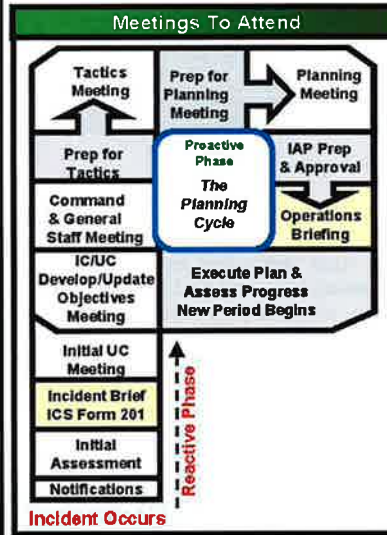 Meetings To Attend
Tactics
Meeting
Prep for
Planning
Meeting
Planning
Meeting
Prep for
Tactics
Proactive
Phase
The
Planning
Cycle
IAP Prep
& Approval
Command
& General
Staff Meeting
Operations
Briefing
IC/UC
Develop/Update
Objectives
Meeting
Execute Plan &
Assess Progress
New Period Begins
Initial UC
Meeting
Incident Brief
ICS Form 201
Initial
Assessment
Notifications
Reactive Phase
Incident Occurs